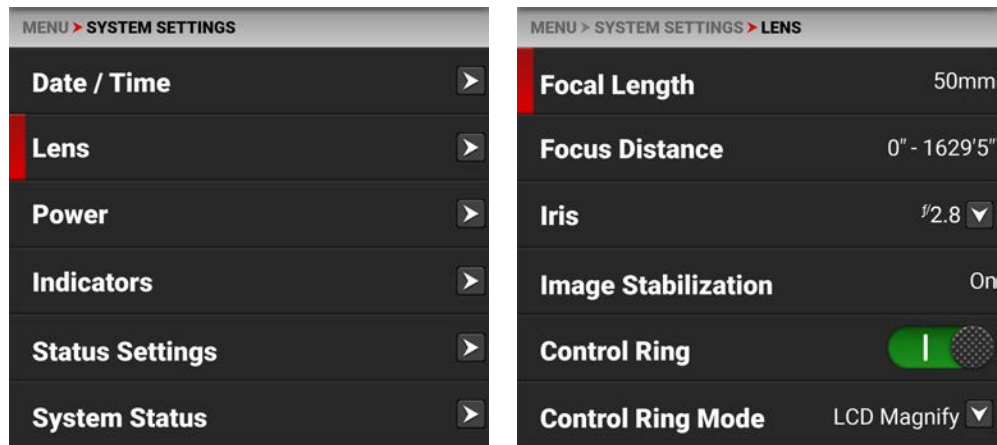 MENU > SYSTEM SETTINGS
Date / Time
Lens
Power
Indicators
Status Settings
System Status
MENU > SYSTEM SETTINGS > LENS
Focal Length 50mm
Focus Distance 0" - 1629'5"
Iris f/2.8
Image Stabilization On
Control Ring
Control Ring Mode LCD Magnify